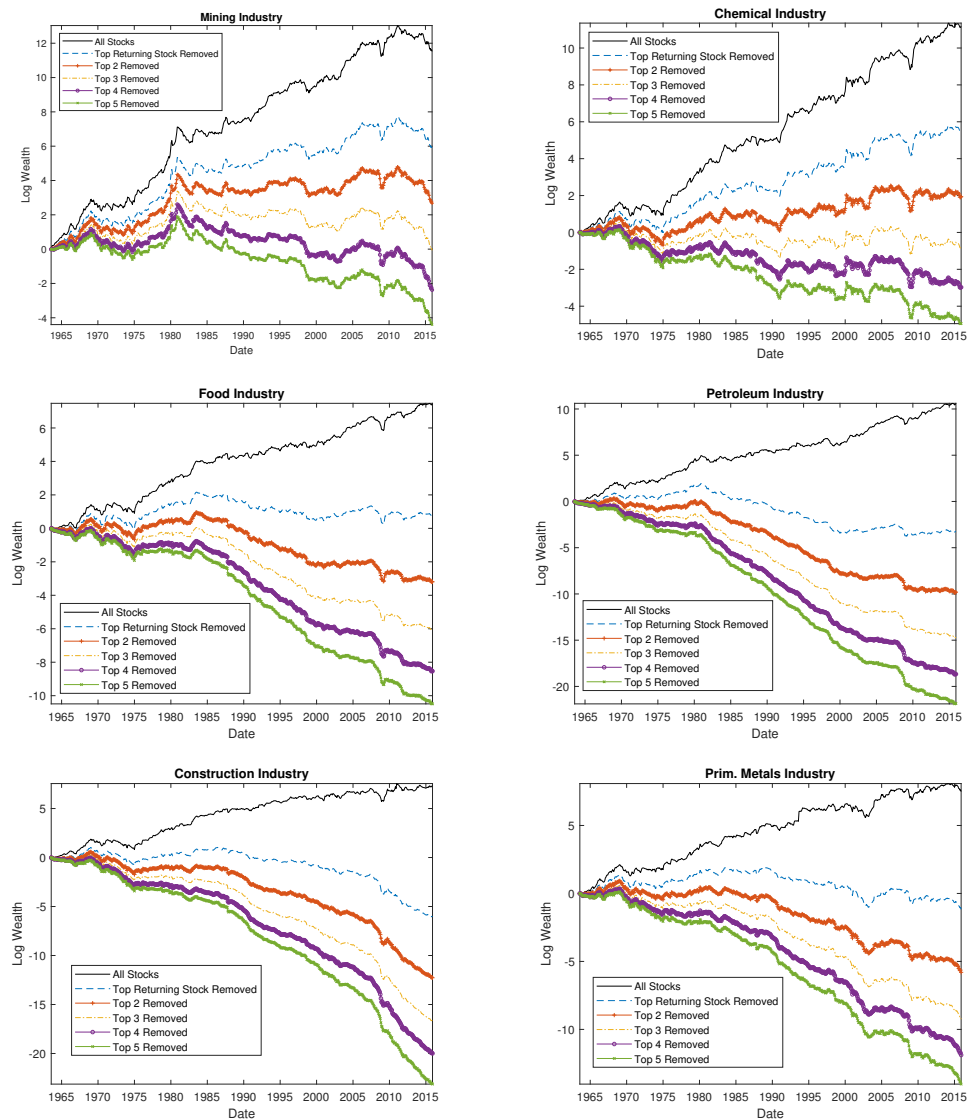 Mining Industry
12
10
8
6
4
2
0
-2
-4
Log Wealth
1965 1970 1975 1980 1985 1990 1995 2000 2005 2010 2015
Date
All Stocks
Top Returning Stock Removed
Top 2 Removed
Top 3 Removed
Top 4 Removed
Top 5 Removed
Chemical Industry
10
8
6
4
2
0
-2
-4
Log Wealth
1965 1970 1975 1980 1985 1990 1995 2000 2005 2010 2015
Date
All Stocks
Top Returning Stock Removed
Top 2 Removed
Top 3 Removed
Top 4 Removed
Top 5 Removed
Food Industry
6
4
2
0
-2
-4
-6
-8
-10
Log Wealth
1965 1970 1975 1980 1985 1990 1995 2000 2005 2010 2015
Date
All Stocks
Top Returning Stock Removed
Top 2 Removed
Top 3 Removed
Top 4 Removed
Top 5 Removed
Petroleum Industry
10
5
0
-5
-10
-15
-20
Log Wealth
1965 1970 1975 1980 1985 1990 1995 2000 2005 2010 2015
Date
All Stocks
Top Returning Stock Removed
Top 2 Removed
Top 3 Removed
Top 4 Removed
Top 5 Removed
Construction Industry
5
0
-5
-10
-15
-20
Log Wealth
1965 1970 1975 1980 1985 1990 1995 2000 2005 2010 2015
Date
All Stocks
Top Returning Stock Removed
Top 2 Removed
Top 3 Removed
Top 4 Removed
Top 5 Removed
Prim. Metals Industry
5
0
-5
-10
Log Wealth
1965 1970 1975 1980 1985 1990 1995 2000 2005 2010 2015
Date
All Stocks
Top Returning Stock Removed
Top 2 Removed
Top 3 Removed
Top 4 Removed
Top 5 Removed